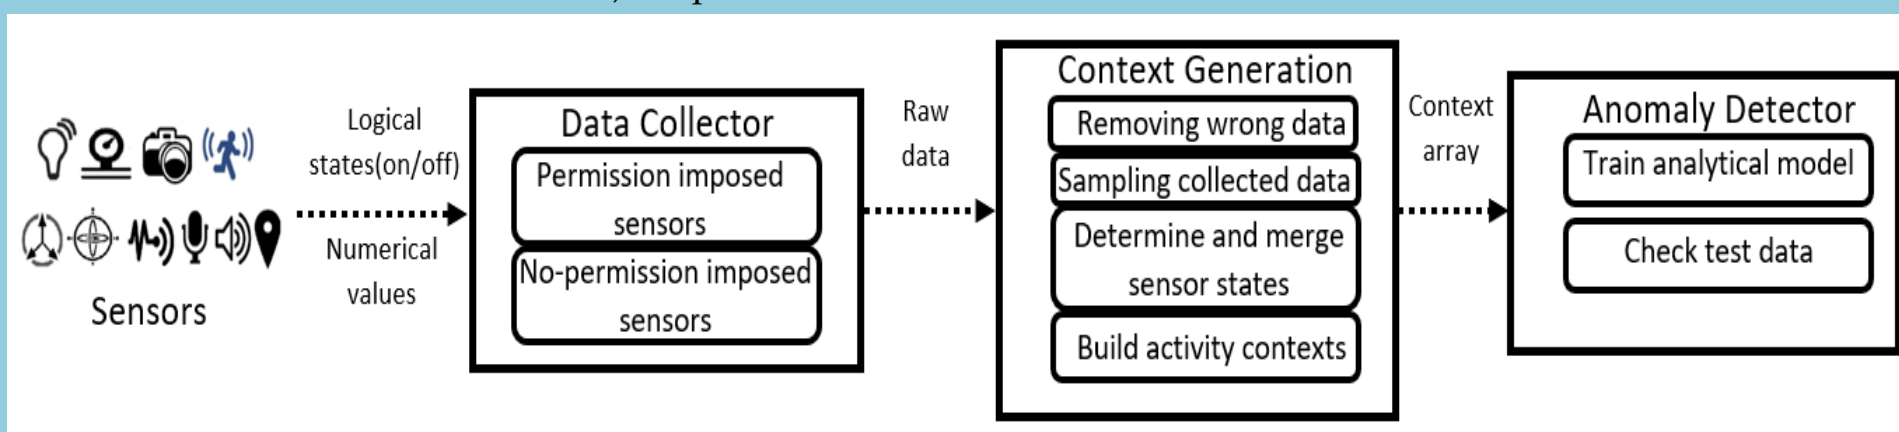 Sensors
Logical
states(on/off)
Numerical
values
Data Collector
Permission imposed
sensors
No-permission imposed
sensors
Raw
data
Context Generation
Removing wrong data
Sampling collected data
Determine and merge
sensor states
Build activity contexts
Context
array
Anomaly Detector
Train analytical model
Check test data